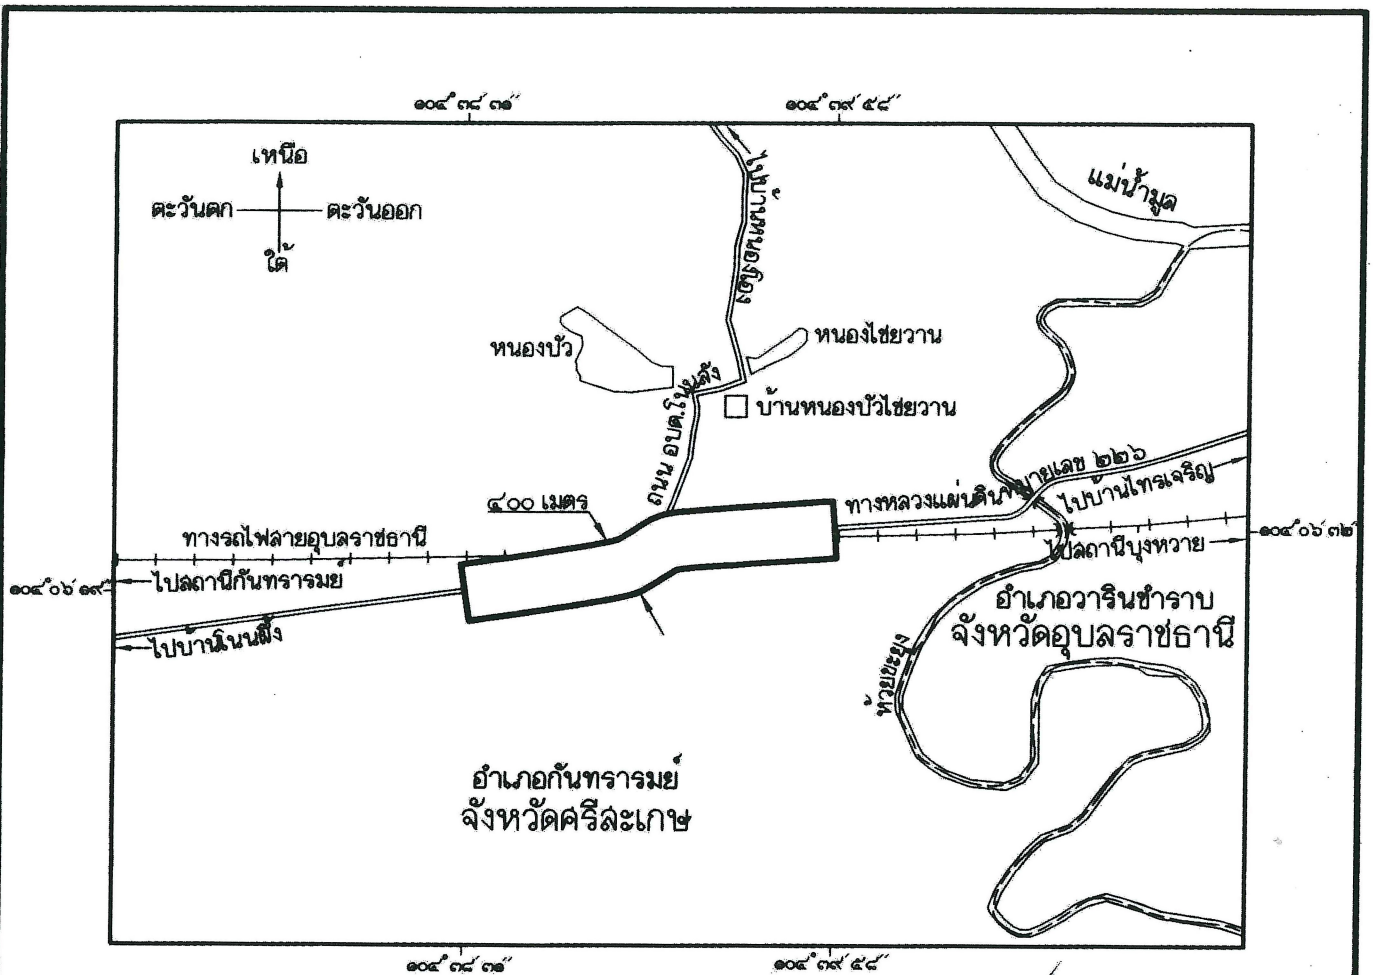 ๑๐๔° ๓๘′ ๓๑″
๑๐๔° ๓๙′ ๕๘″
เหนือ
ตะวันตก
ตะวันออก
ใต้
แม่น้ำมูล
ไปบ้านหนองโอง
หนองบัว
หนองไชยวาน
บ้านหนองบัวไชยวาน
ถนน อบต.โนนสัง
๔๐๐ เมตร
ทางหลวงแผ่นดินหมายเลข ๒๒๖
ไปบ้านไทรเจริญ
ทางรถไฟสายอุบลราชธานี
๑๐๔° ๐๖′ ๓๒″
ไปสถานีบุ่งหวาย
ไปสถานีกันทรารมย์
๑๐๔° ๐๖′ ๑๙″
ไปบ้านโนนผึ้ง
อำเภอวารินชำราบ
จังหวัดอุบลราชธานี
ห้วยขะยุง
อำเภอกันทรารมย์
จังหวัดศรีสะเกษ
๑๐๔° ๓๘′ ๓๑″
๑๐๔° ๓๙′ ๕๘″